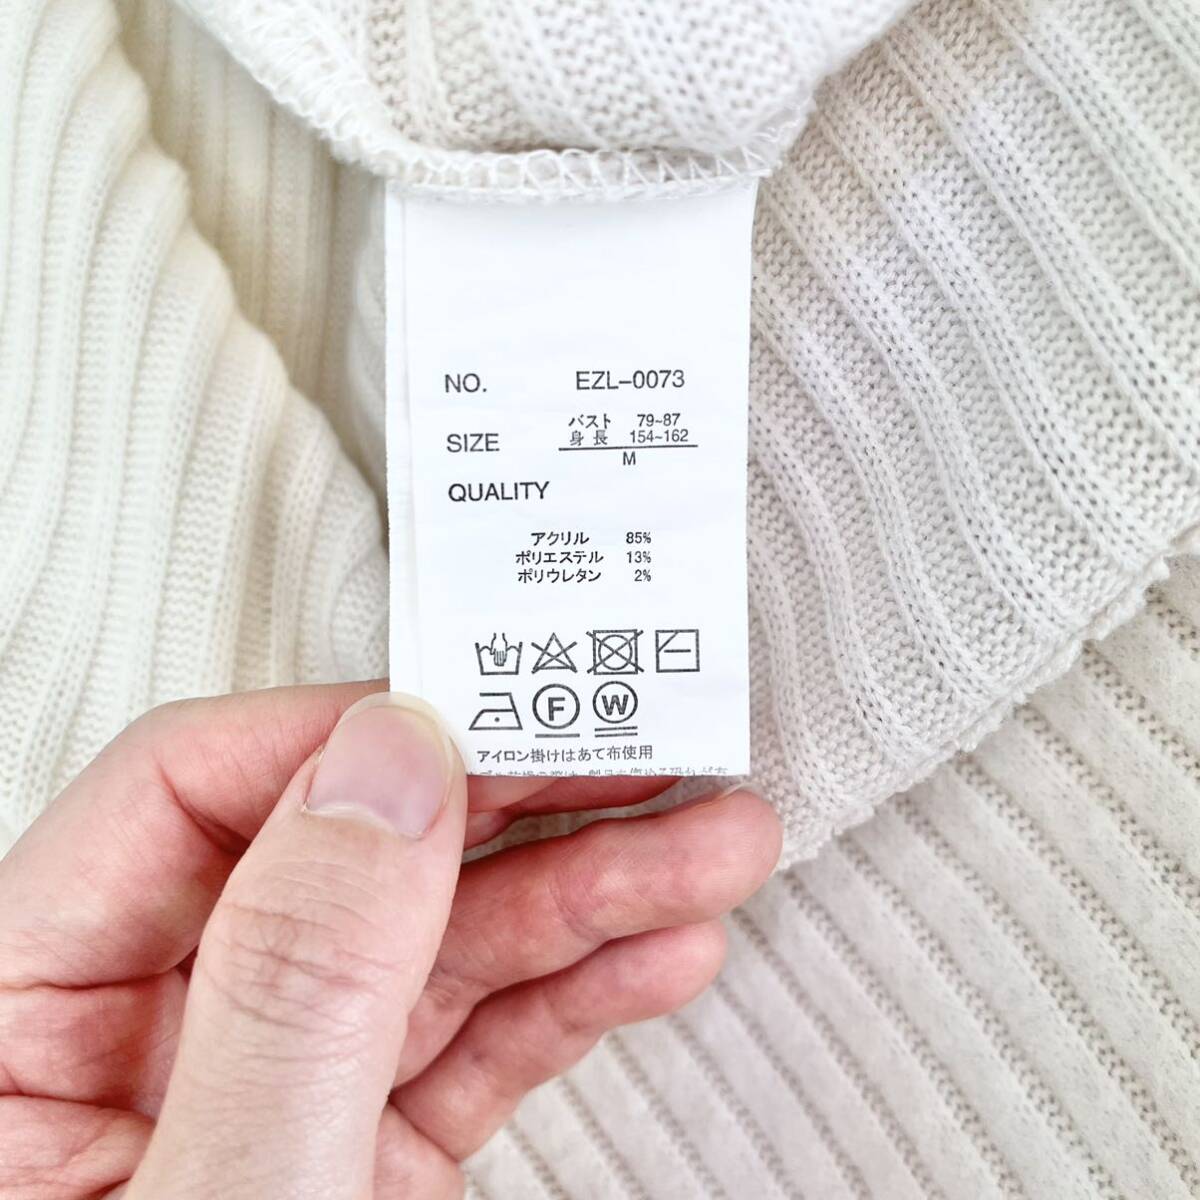 NO. EZL-0073
バスト 79~87
身長 154~162
SIZE
M
QUALITY
アクリル 85%
ポリエステル 13%
ポリウレタン 2%
F W
アイロン掛けはあて布使用